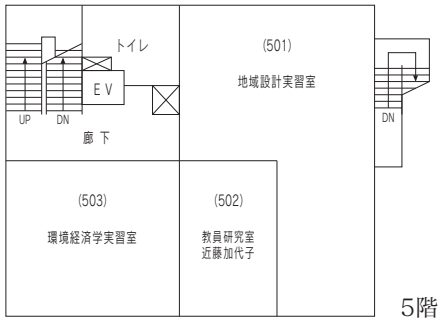 トイレ
(501)
地域設計実習室
EV
UP
DN
DN
廊下
(503)
環境経済学実習室
(502)
教員研究室
近藤加代子
5階